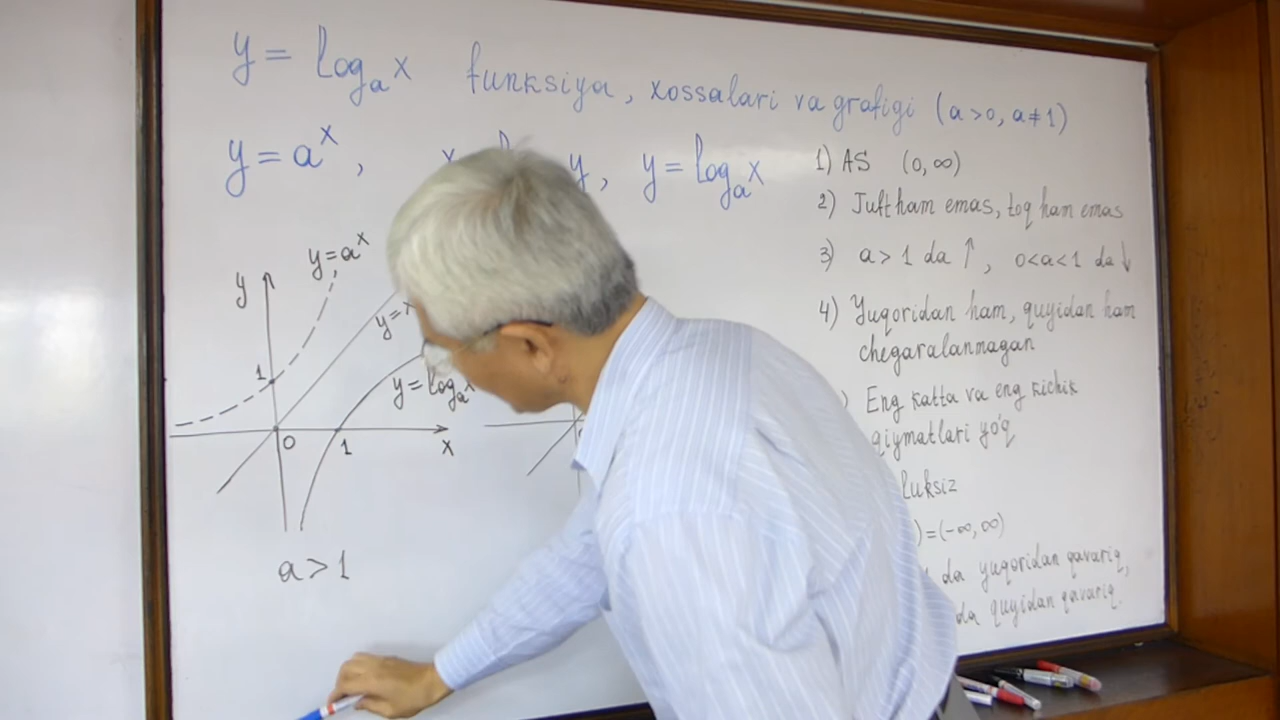 y = logₐx funksiya, xossalari va grafigi (a>0, a≠1)
y = aˣ, y, y = logₐx
1) AS (0, ∞)
2) Juft ham emas, toq ham emas
3) a > 1 da ↑, 0<a<1 da ↓
4) Yuqoridan ham, quyidan ham
chegaralanmagan
) Eng katta va eng kichik
qiymatlari yo'q
luksiz
)=(-∞, ∞)
da yuqoridan qavariq,
da quyidan qavariq.
y = aˣ
y
y =
1
y = logₐ
0
1
x
a > 1